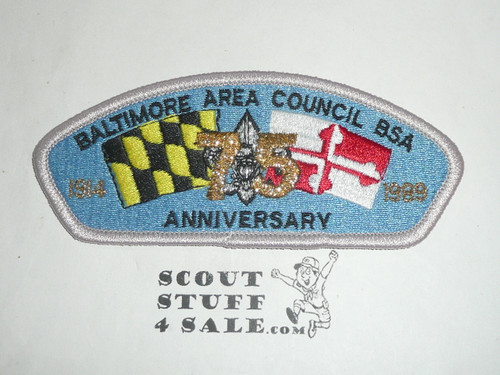 BALTIMORE AREA COUNCIL BSA
75
1914 1989
ANNIVERSARY
SCOUT
STUFF
4 SALE.com